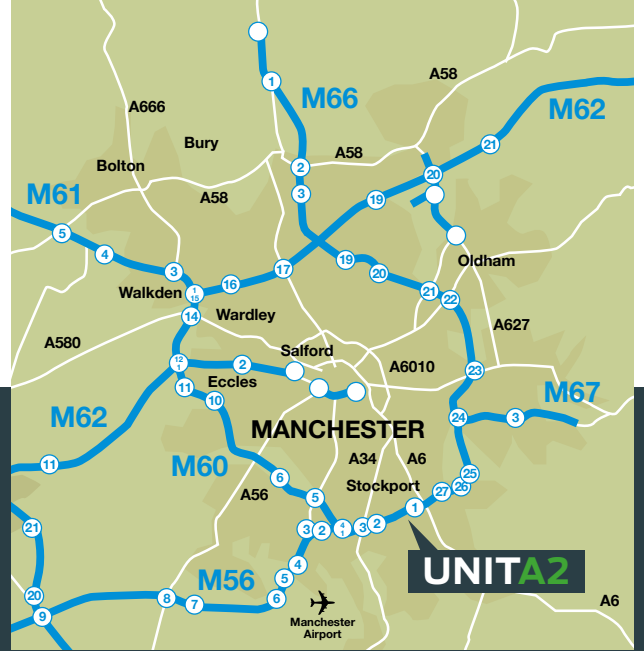 1
M66
A58
M62
A666
21
Bury
A58
2
Bolton
20
3
19
M61
A58
5
4
19
Oldham
17
20
3
16
21
Walkden
1
15
22
14
Wardley
A627
A580
Salford
12
1
2
A6010
23
Eccles
M67
11
10
24
3
M62
MANCHESTER
M60
A34
A6
11
6
25
Stockport
27
26
A56
5
1
21
3
2
4
1
3
2
4
UNITA2
M56
5
20
8
6
7
A6
9
Manchester
Airport